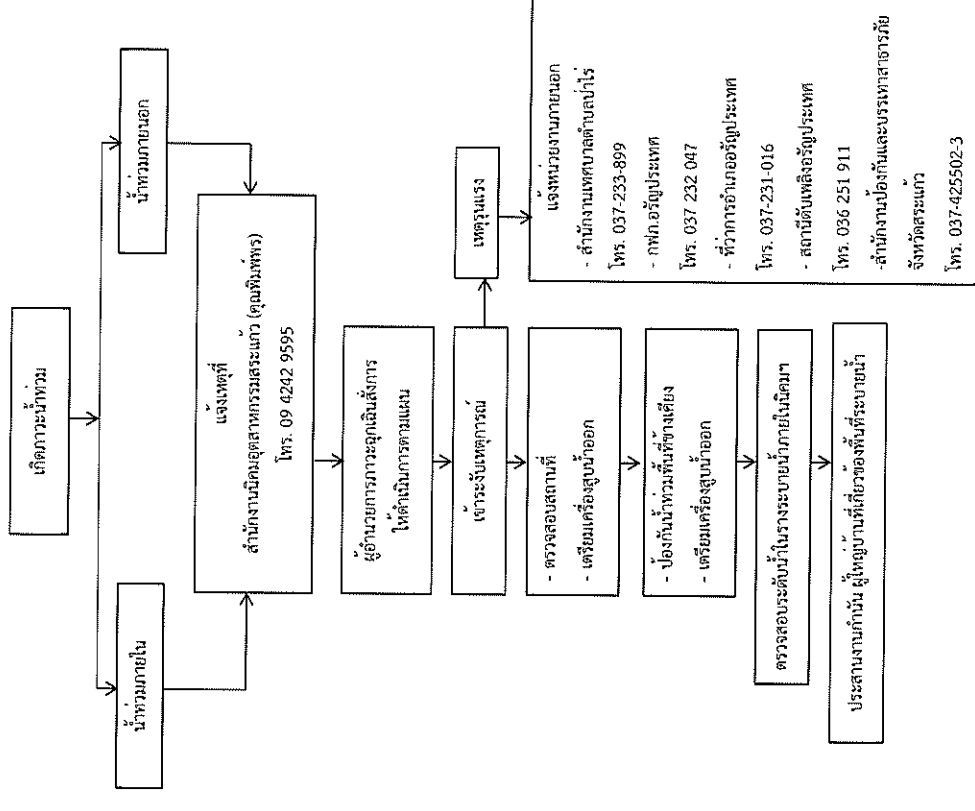 เกิดภาวะน้ำท่วม
น้ำท่วมภายใน
น้ำท่วมภายนอก
แจ้งเหตุที่
สำนักงานนิคมอุตสาหกรรมสระแก้ว (คุณพิมพ์พร)
โทร. 09 4242 9595
ผู้อำนวยการภาวะฉุกเฉินสั่งการ
ให้ดำเนินการตามแผน
เข้าระงับเหตุการณ์
เหตุรุนแรง
แจ้งหน่วยงานภายนอก
- สำนักงานเทศบาลตำบลป่าไร่
โทร. 037-233-899
- กฟภ.อรัญประเทศ
โทร. 037 232 047
- ที่ว่าการอำเภออรัญประเทศ
โทร. 037-231-016
- สถานีดับเพลิงอรัญประเทศ
โทร. 036 251 911
-สำนักงานป้องกันและบรรเทาสาธารภัย
จังหวัดสระแก้ว
โทร. 037-425502-3
- ตรวจสอบสถานที่
- เตรียมเครื่องสูบน้ำออก
- ป้องกันน้ำท่วมพื้นที่ข้างเคียง
- เตรียมเครื่องสูบน้ำออก
ตรวจสอบระดับน้ำในรางระบายน้ำภายในนิคมฯ
ประสานงานกำนัน ผู้ใหญ่บ้านที่เกี่ยวข้องพื้นที่ระบายน้ำ